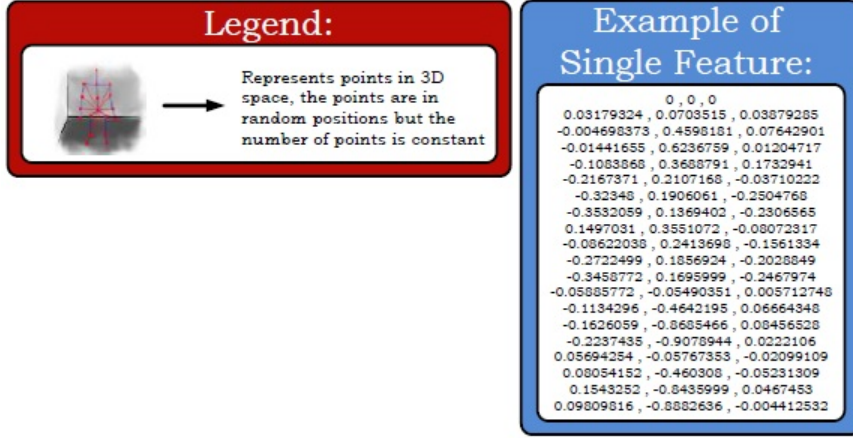 Legend:
Represents points in 3D
space, the points are in
random positions but the
number of points is constant
Example of
Single Feature:
0 , 0 , 0
0.03179324 , 0.0703515 , 0.03879285
-0.004698373 , 0.4598181 , 0.07642901
-0.01441655 , 0.6236759 , 0.01204717
-0.1083868 , 0.3688791 , 0.1732941
-0.2167371 , 0.2107168 , -0.03710222
-0.32348 , 0.1906061 , -0.2504768
-0.3532059 , 0.1369402 , -0.2306565
0.1497031 , 0.3551072 , -0.08072317
-0.08622038 , 0.2413698 , -0.1561334
-0.2722499 , 0.1856924 , -0.2028849
-0.3458772 , 0.1695999 , -0.2467974
-0.05885772 , -0.05490351 , 0.005712748
-0.1134296 , -0.4642195 , 0.06664348
-0.1626059 , -0.8685466 , 0.08456528
-0.2237435 , -0.9078944 , 0.0222106
0.05694254 , -0.05767353 , -0.02099109
0.08054152 , -0.460308 , -0.05231309
0.1543252 , -0.8435999 , 0.0467453
0.09809816 , -0.8882636 , -0.004412532